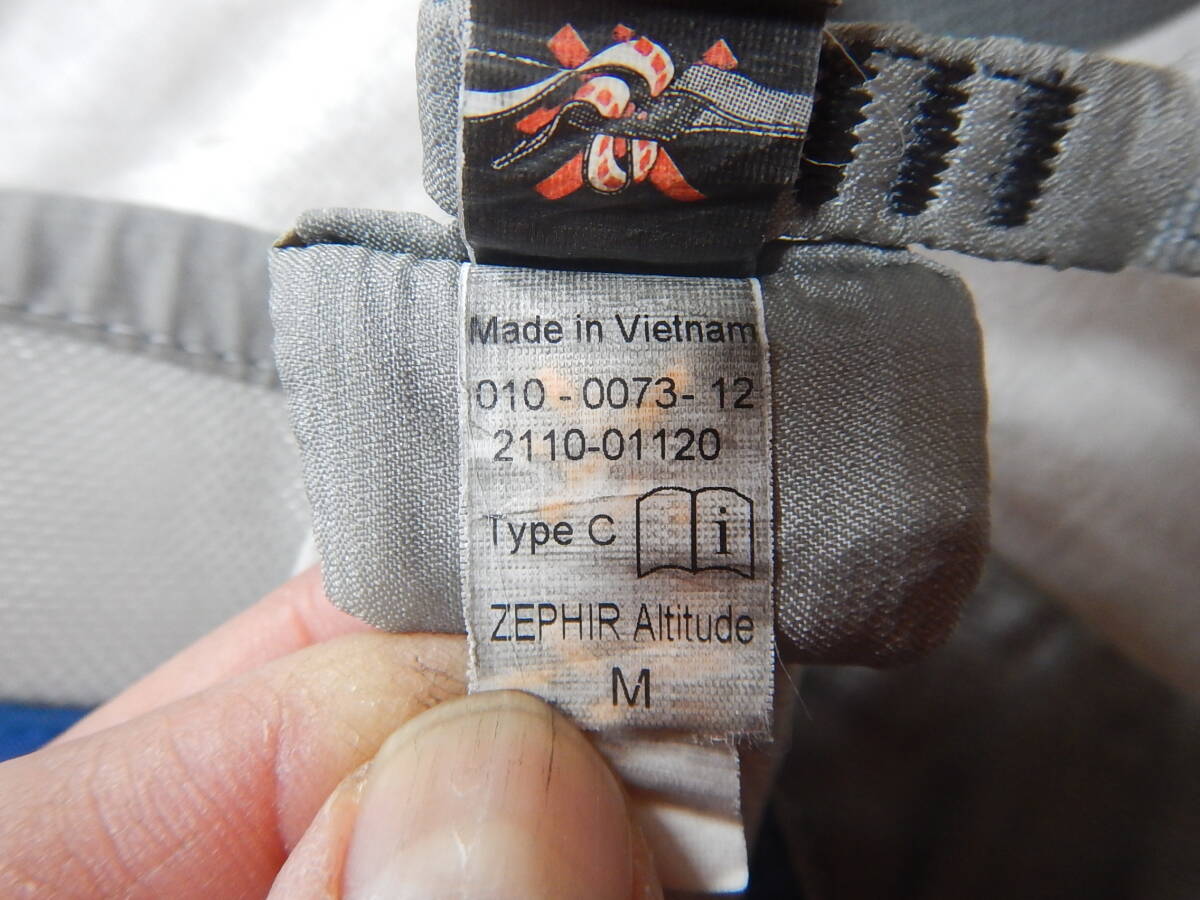 Made in Vietnam
010 - 0073- 12
2110-01120
Type C i
ZEPHIR Altitude
M